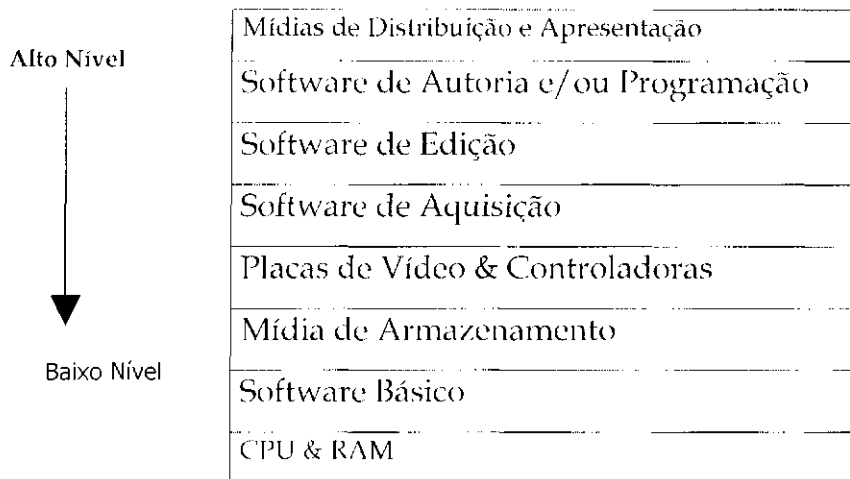 Mídias de Distribuição e Apresentação
Alto Nível
Software de Autoria e/ou Programação
Software de Edição
Software de Aquisição
Placas de Vídeo & Controladoras
Mídia de Armazenamento
Baixo Nível
Software Básico
CPU & RAM